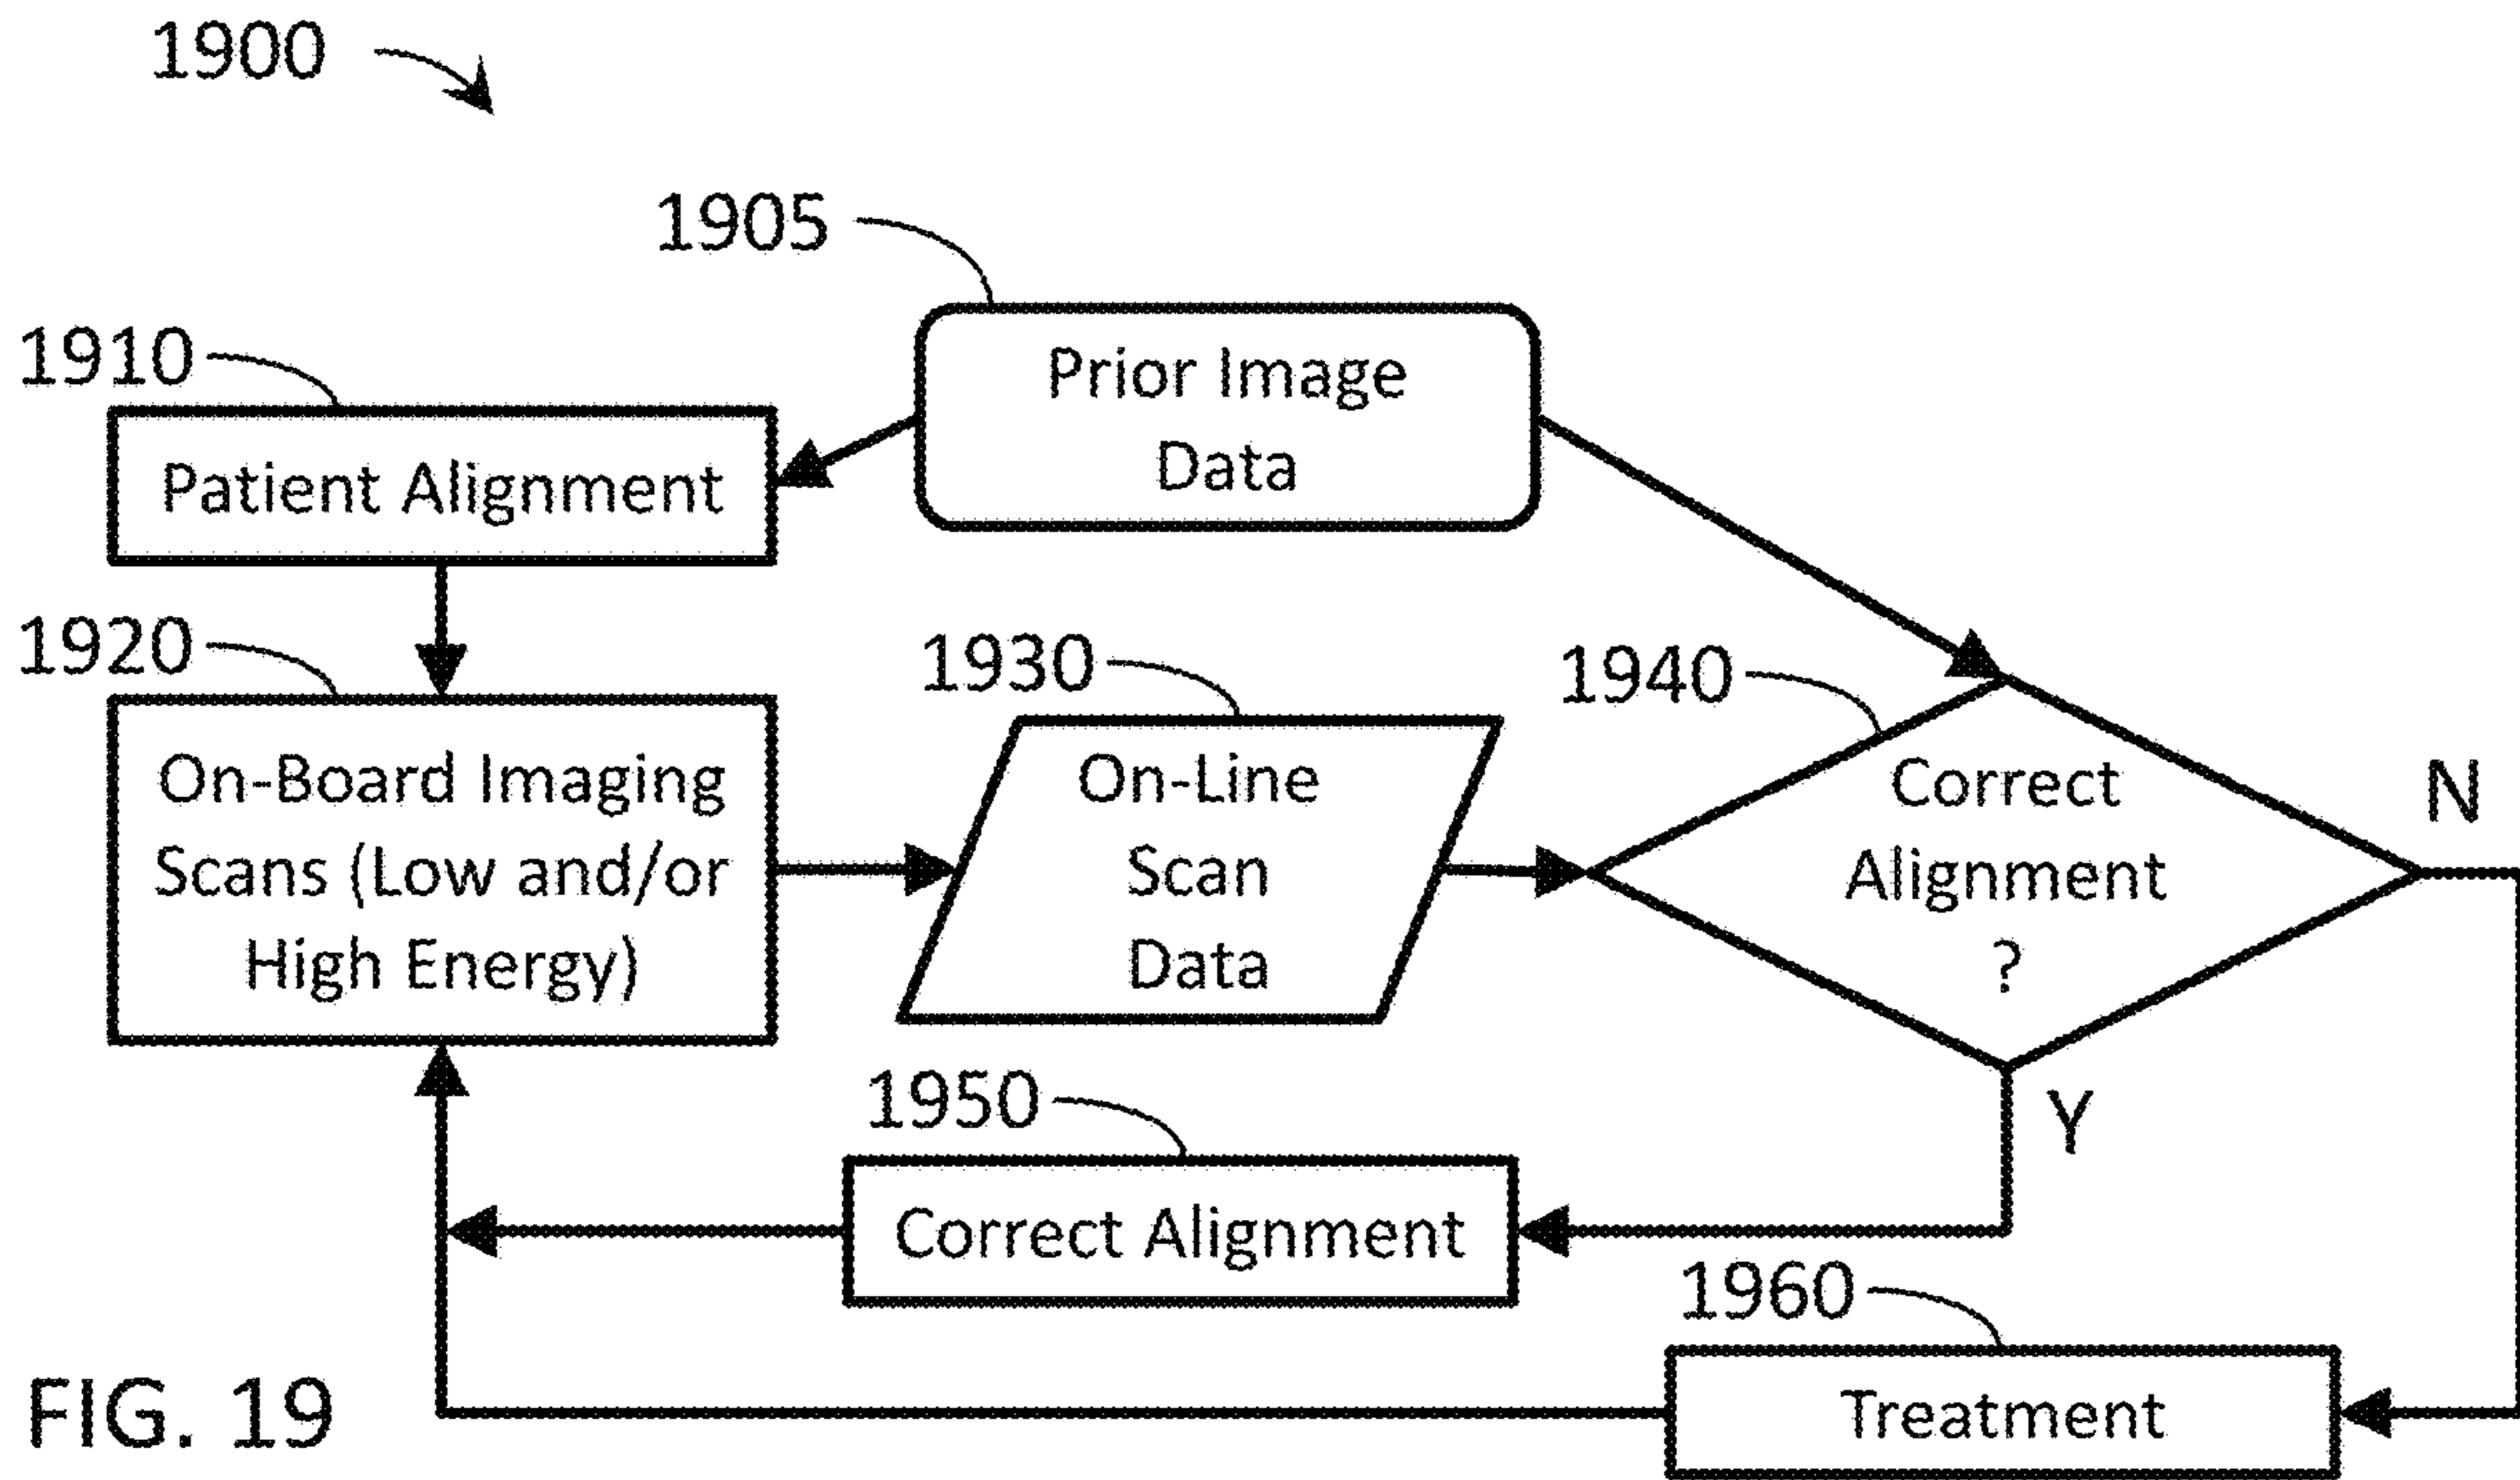 1900
1905
Prior Image
Data
1910
Patient Alignment
1920
On-Board Imaging
Scans (Low and/or
High Energy)
1930
On-Line
Scan
Data
1940
Correct
Alignment
?
N
Y
1950
Correct Alignment
1960
Treatment
FIG. 19